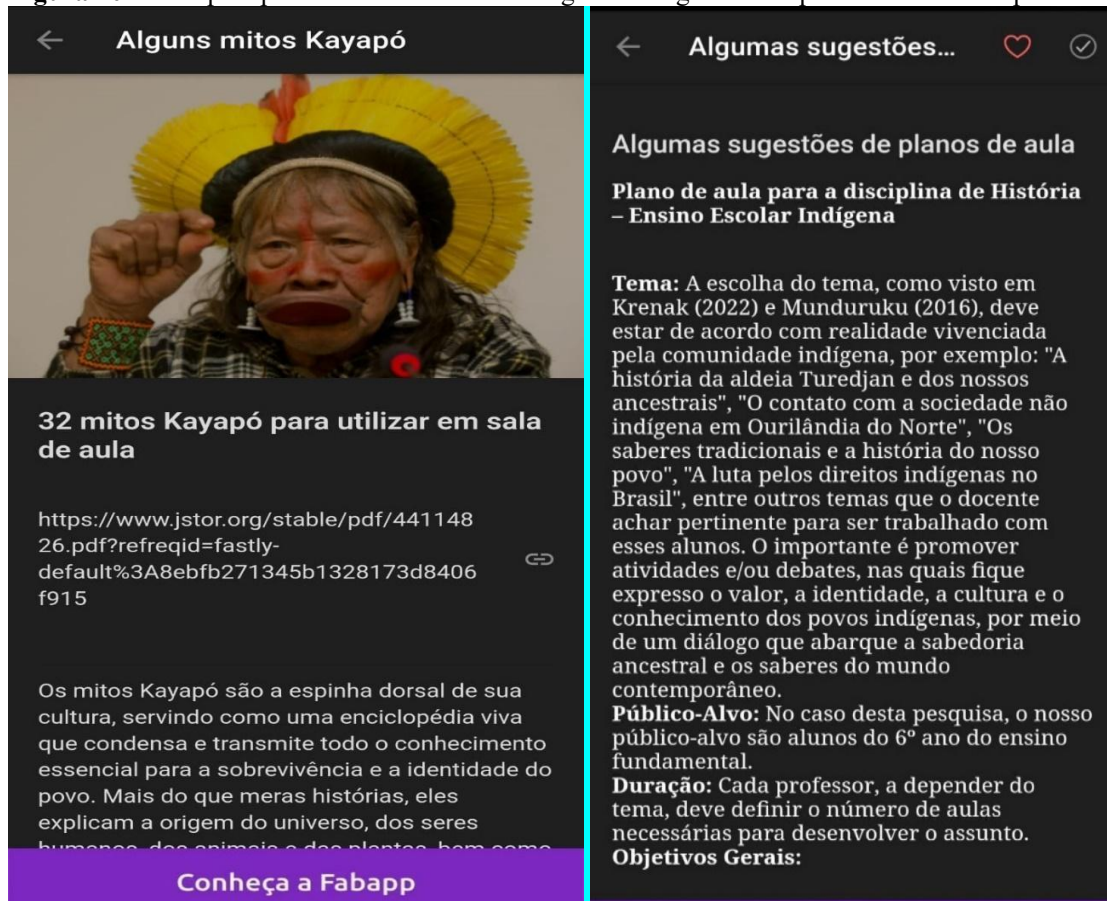 Alguns mitos Kayapó
32 mitos Kayapó para utilizar em sala
de aula
https://www.jstor.org/stable/pdf/441148
26.pdf?refreqid=fastly-
default%3A8ebfb271345b1328173d8406
f915
Os mitos Kayapó são a espinha dorsal de sua
cultura, servindo como uma enciclopédia viva
que condensa e transmite todo o conhecimento
essencial para a sobrevivência e a identidade do
povo. Mais do que meras histórias, eles
explicam a origem do universo, dos seres
humanos, dos animais e das plantas, bem como
Conheça a Fabapp
Algumas sugestões...
Algumas sugestões de planos de aula
Plano de aula para a disciplina de História
– Ensino Escolar Indígena
Tema: A escolha do tema, como visto em
Krenak (2022) e Munduruku (2016), deve
estar de acordo com realidade vivenciada
pela comunidade indígena, por exemplo: "A
história da aldeia Turedjan e dos nossos
ancestrais", "O contato com a sociedade não
indígena em Ourilândia do Norte", "Os
saberes tradicionais e a história do nosso
povo", "A luta pelos direitos indígenas no
Brasil", entre outros temas que o docente
achar pertinente para ser trabalhado com
esses alunos. O importante é promover
atividades e/ou debates, nas quais fique
expresso o valor, a identidade, a cultura e o
conhecimento dos povos indígenas, por meio
de um diálogo que abarque a sabedoria
ancestral e os saberes do mundo
contemporâneo.
Público-Alvo: No caso desta pesquisa, o nosso
público-alvo são alunos do 6º ano do ensino
fundamental.
Duração: Cada professor, a depender do
tema, deve definir o número de aulas
necessárias para desenvolver o assunto.
Objetivos Gerais: